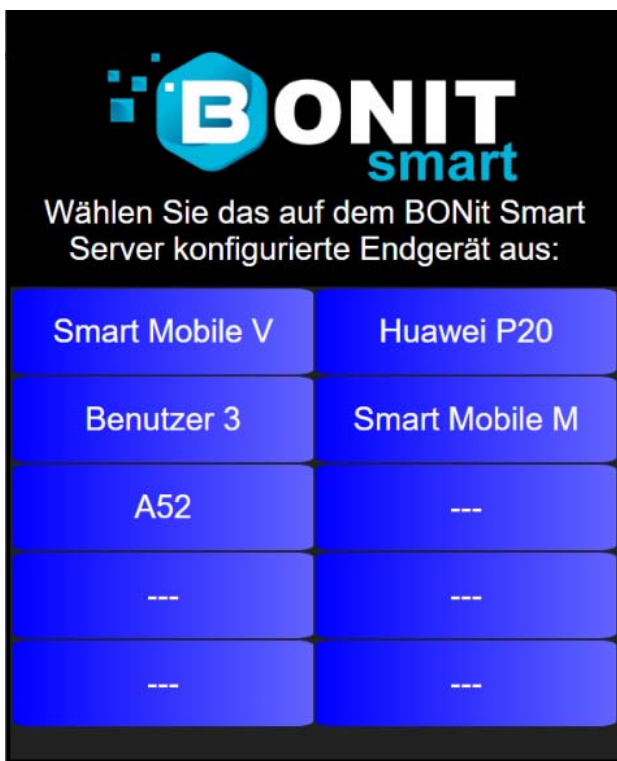 BONIT
smart
Wählen Sie das auf dem BONit Smart
Server konfigurierte Endgerät aus:
Smart Mobile V
Huawei P20
Benutzer 3
Smart Mobile M
A52
---
---
---
---
---